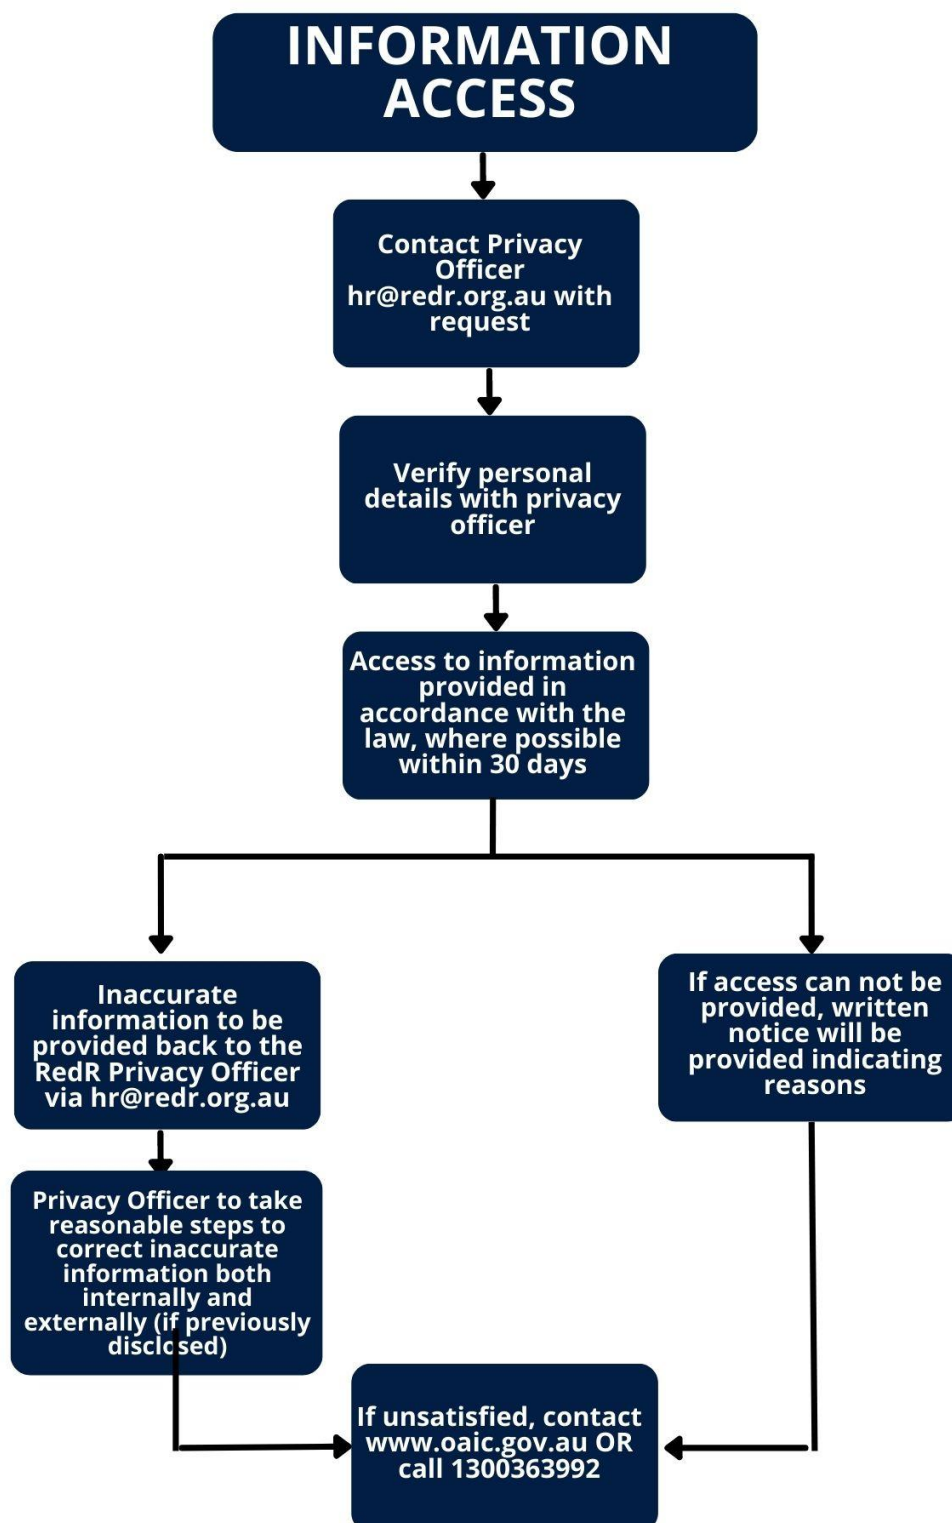 INFORMATION
ACCESS
Contact Privacy
Officer
hr@redr.org.au with
request
Verify personal
details with privacy
officer
Access to information
provided in
accordance with the
law, where possible
within 30 days
Inaccurate
information to be
provided back to the
RedR Privacy Officer
via hr@redr.org.au
If access can not be
provided, written
notice will be
provided indicating
reasons
Privacy Officer to take
reasonable steps to
correct inaccurate
information both
internally and
externally (if previously
disclosed)
If unsatisfied, contact
www.oaic.gov.au OR
call 1300363992